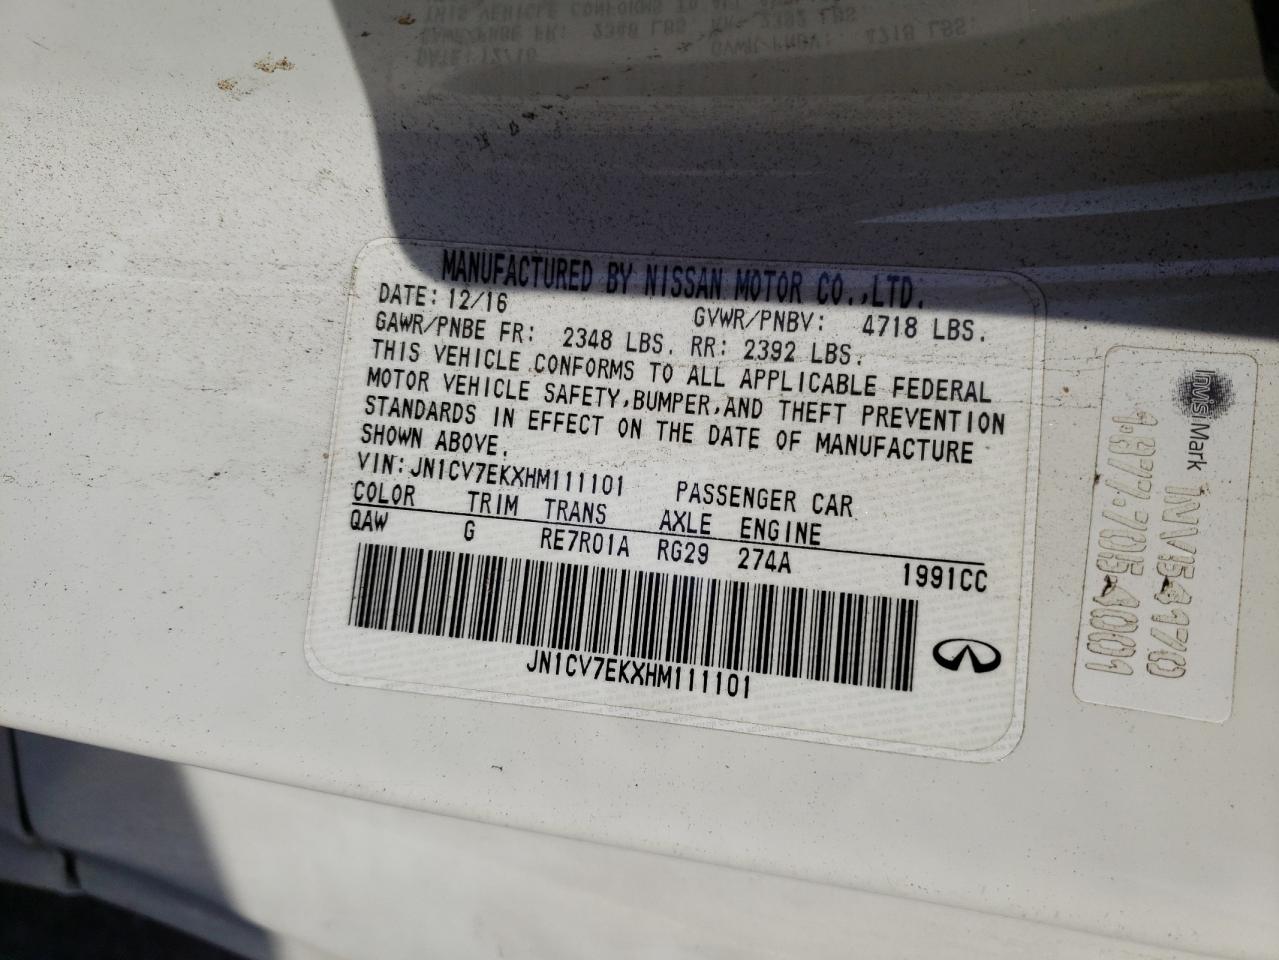 MANUFACTURED BY NISSAN MOTOR CO.,LTD.
DATE: 12/16 GVWR/PNBV: 4718 LBS.
GAWR/PNBE FR: 2348 LBS. RR: 2392 LBS.
THIS VEHICLE CONFORMS TO ALL APPLICABLE FEDERAL
MOTOR VEHICLE SAFETY,BUMPER,AND THEFT PREVENTION
STANDARDS IN EFFECT ON THE DATE OF MANUFACTURE
SHOWN ABOVE.
VIN: JN1CV7EKXHM111101 PASSENGER CAR
COLOR TRIM TRANS AXLE ENGINE
QAW G RE7R01A RG29 274A 1991CC
JN1CV7EKXHM111101
InvisiMark